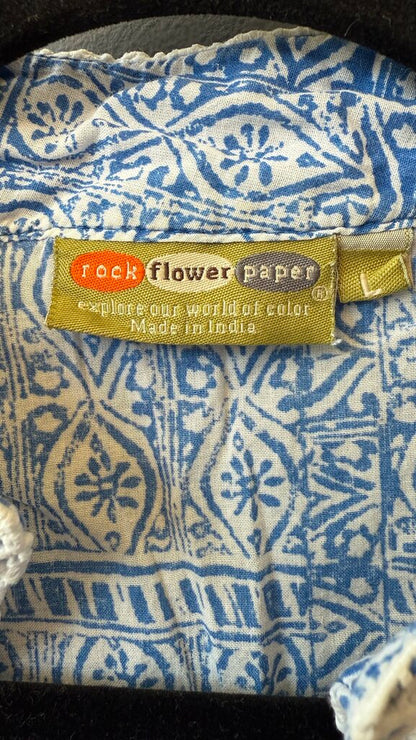 rock flower paper ®
explore our world of color
Made in India
L